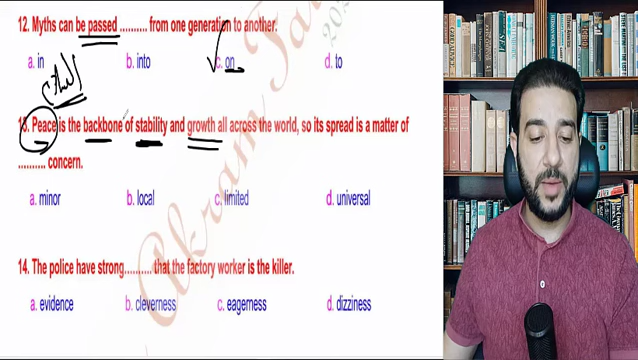 12. Myths can be passed .......... from one generation to another.
a. in b. into c. on d. to
السلام
13. Peace is the backbone of stability and growth all across the world, so its spread is a matter of
.......... concern.
a. minor b. local c. limited d. universal
14. The police have strong.......... that the factory worker is the killer.
a. evidence b. cleverness c. eagerness d. dizziness
Akram